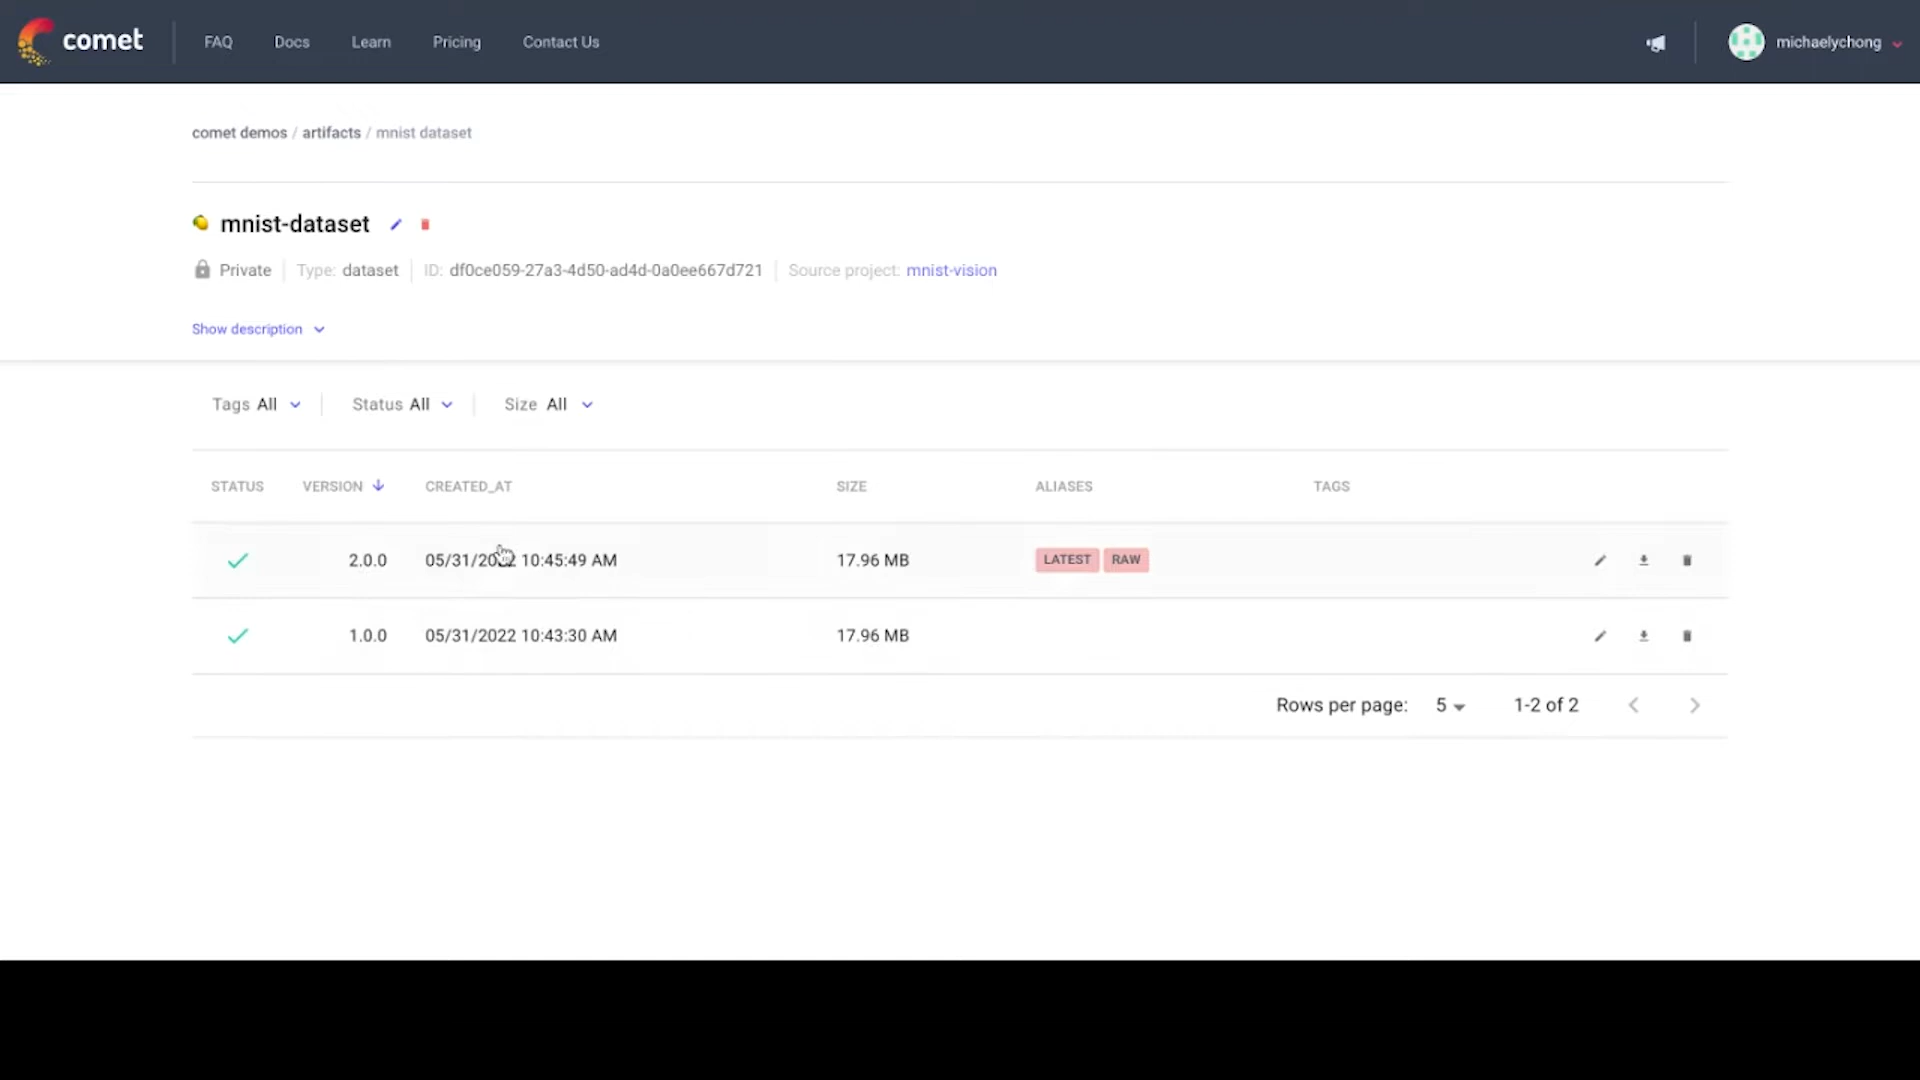 comet FAQ Docs Learn Pricing Contact Us michaelychong
comet demos / artifacts / mnist dataset
mnist-dataset
Private Type: dataset ID: df0ce059-27a3-4d50-ad4d-0a0ee667d721 Source project: mnist-vision
Show description
Tags All Status All Size All
STATUS VERSION CREATED_AT SIZE ALIASES TAGS
2.0.0 05/31/2022 10:45:49 AM 17.96 MB LATEST RAW
1.0.0 05/31/2022 10:43:30 AM 17.96 MB
Rows per page: 5 1-2 of 2